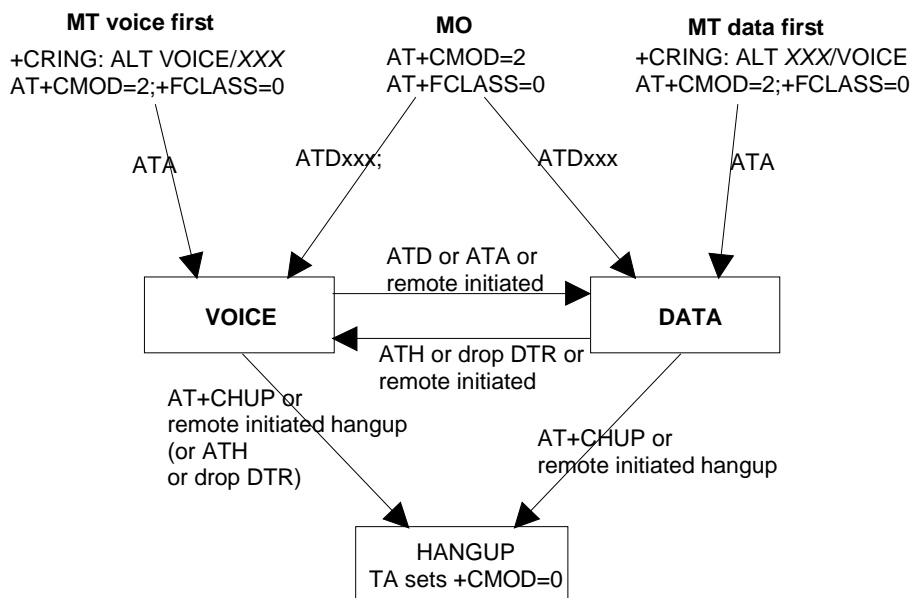 MT voice first
+CRING: ALT VOICE/XXX
AT+CMOD=2;+FCLASS=0
MO
AT+CMOD=2
AT+FCLASS=0
MT data first
+CRING: ALT XXX/VOICE
AT+CMOD=2;+FCLASS=0
ATA
ATDxxx;
ATDxxx
ATA
ATD or ATA or
remote initiated
VOICE
DATA
ATH or drop DTR or
remote initiated
AT+CHUP or
remote initiated hangup
(or ATH
or drop DTR)
AT+CHUP or
remote initiated hangup
HANGUP
TA sets +CMOD=0